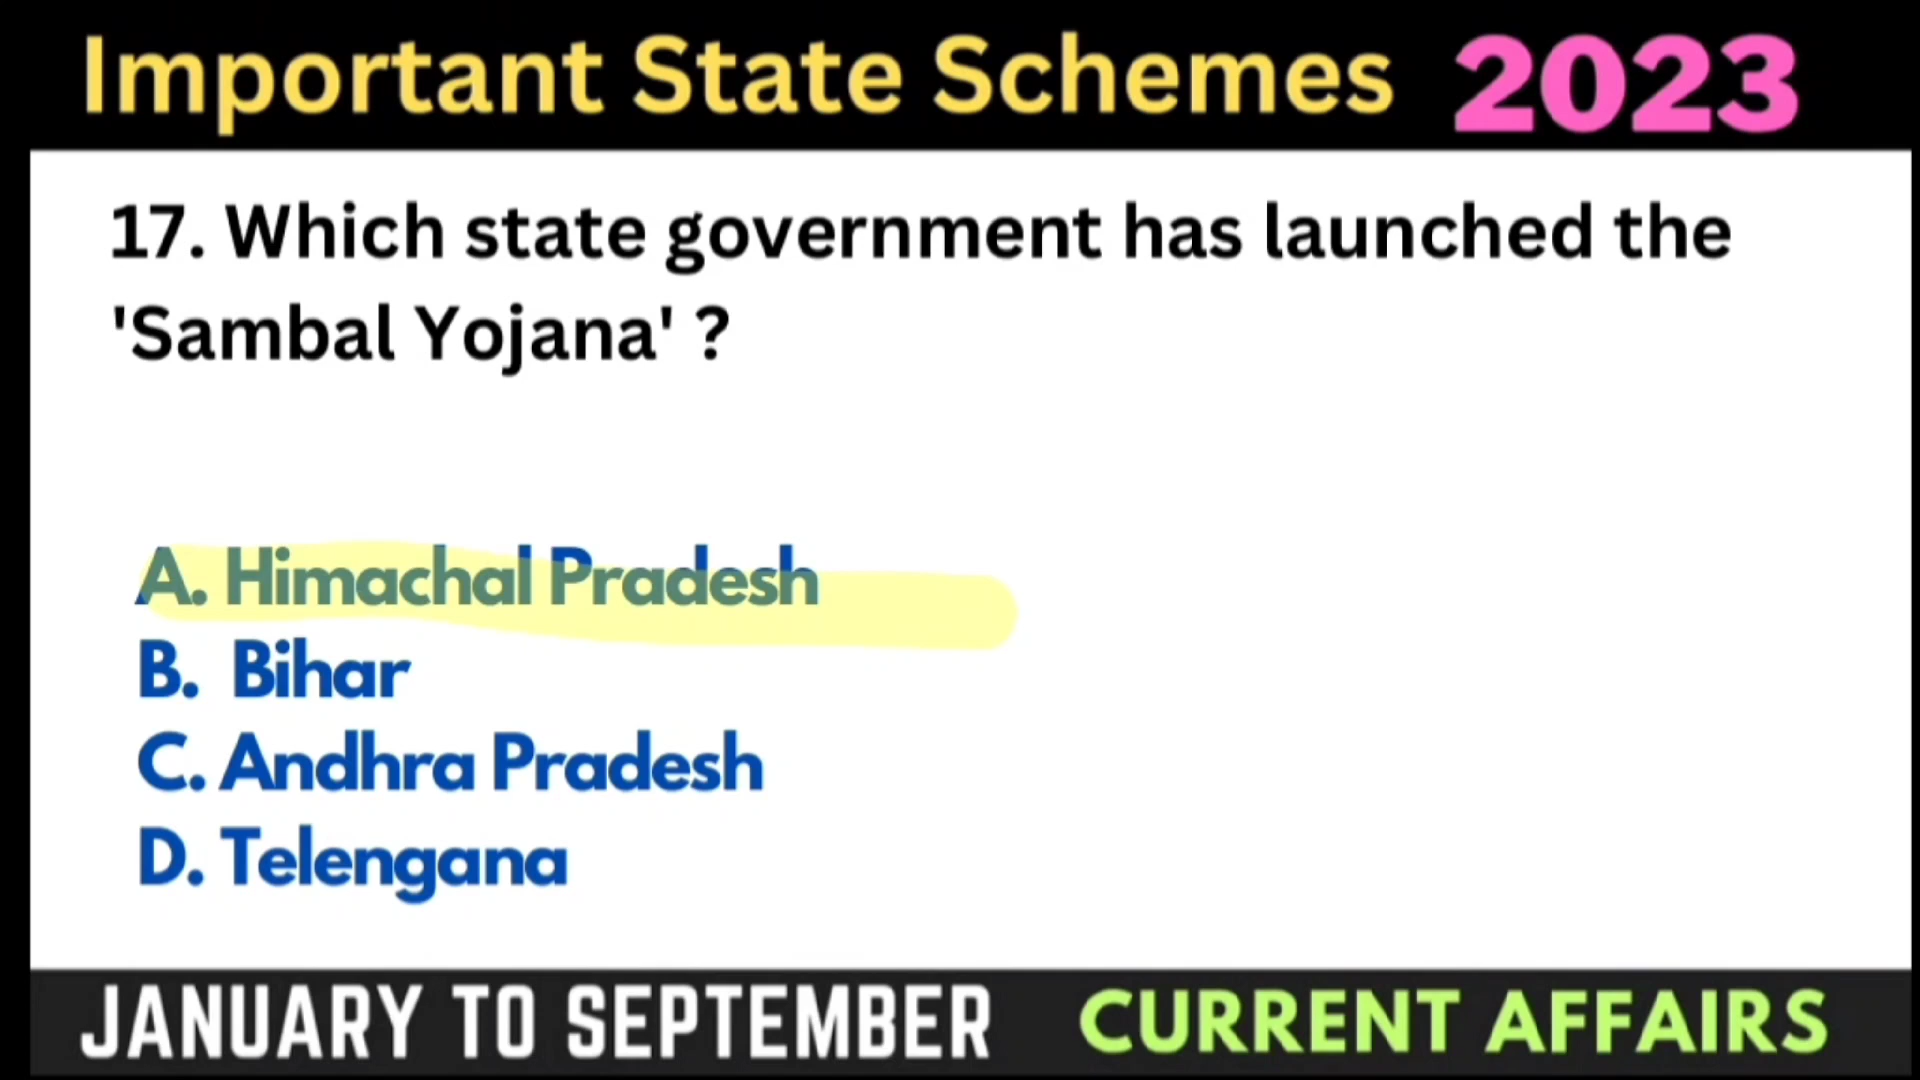 Important State Schemes 2023
17. Which state government has launched the
'Sambal Yojana' ?
A. Himachal Pradesh
B. Bihar
C. Andhra Pradesh
D. Telengana
JANUARY TO SEPTEMBER CURRENT AFFAIRS